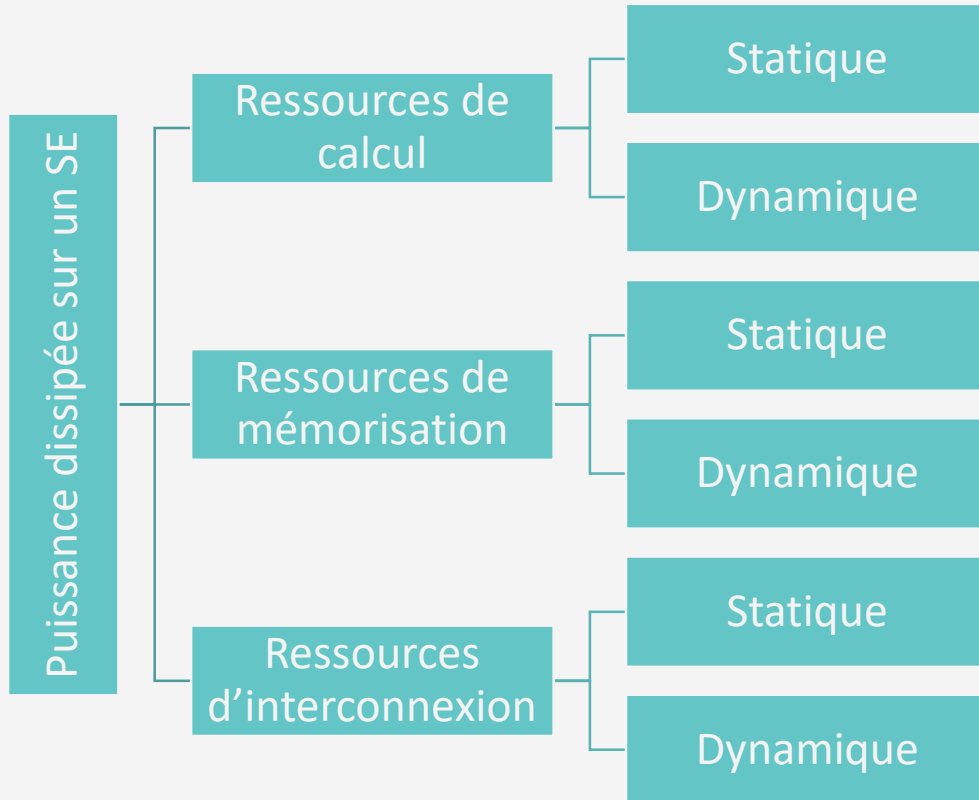 Puissance dissipée sur un SE
Ressources de
calcul
Statique
Dynamique
Ressources de
mémorisation
Statique
Dynamique
Ressources
d’interconnexion
Statique
Dynamique